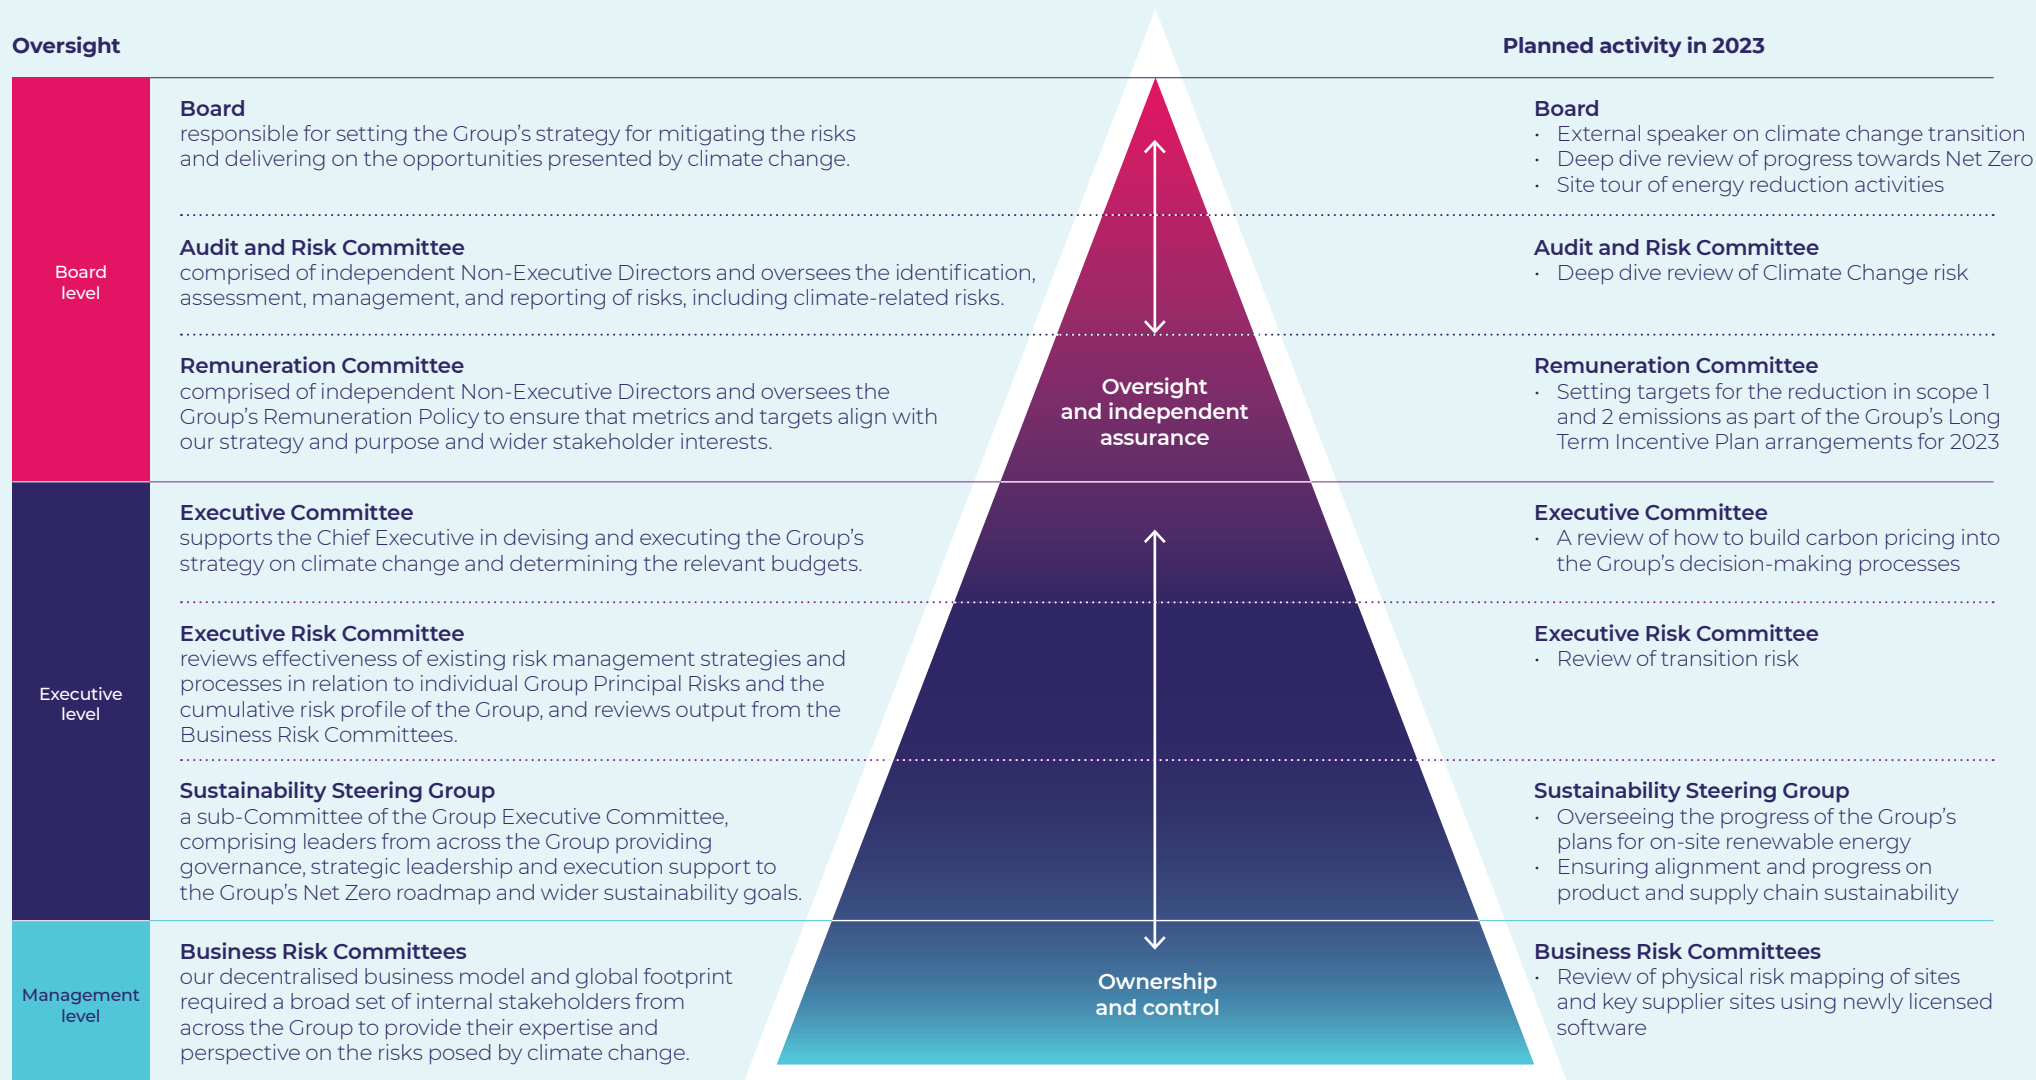 Oversight
Planned activity in 2023
Board
level
Board
responsible for setting the Group’s strategy for mitigating the risks
and delivering on the opportunities presented by climate change.
Audit and Risk Committee
comprised of independent Non-Executive Directors and oversees the identification,
assessment, management, and reporting of risks, including climate-related risks.
Remuneration Committee
comprised of independent Non-Executive Directors and oversees the
Group’s Remuneration Policy to ensure that metrics and targets align with
our strategy and purpose and wider stakeholder interests.
Executive
level
Executive Committee
supports the Chief Executive in devising and executing the Group’s
strategy on climate change and determining the relevant budgets.
Executive Risk Committee
reviews effectiveness of existing risk management strategies and
processes in relation to individual Group Principal Risks and the
cumulative risk profile of the Group, and reviews output from the
Business Risk Committees.
Sustainability Steering Group
a sub-Committee of the Group Executive Committee,
comprising leaders from across the Group providing
governance, strategic leadership and execution support to
the Group’s Net Zero roadmap and wider sustainability goals.
Management
level
Business Risk Committees
our decentralised business model and global footprint
required a broad set of internal stakeholders from
across the Group to provide their expertise and
perspective on the risks posed by climate change.
Oversight
and independent
assurance
Ownership
and control
Board
• External speaker on climate change transition
• Deep dive review of progress towards Net Zero
• Site tour of energy reduction activities
Audit and Risk Committee
• Deep dive review of Climate Change risk
Remuneration Committee
• Setting targets for the reduction in scope 1
and 2 emissions as part of the Group’s Long
Term Incentive Plan arrangements for 2023
Executive Committee
• A review of how to build carbon pricing into
the Group’s decision-making processes
Executive Risk Committee
• Review of transition risk
Sustainability Steering Group
• Overseeing the progress of the Group’s
plans for on-site renewable energy
• Ensuring alignment and progress on
product and supply chain sustainability
Business Risk Committees
• Review of physical risk mapping of sites
and key supplier sites using newly licensed
software